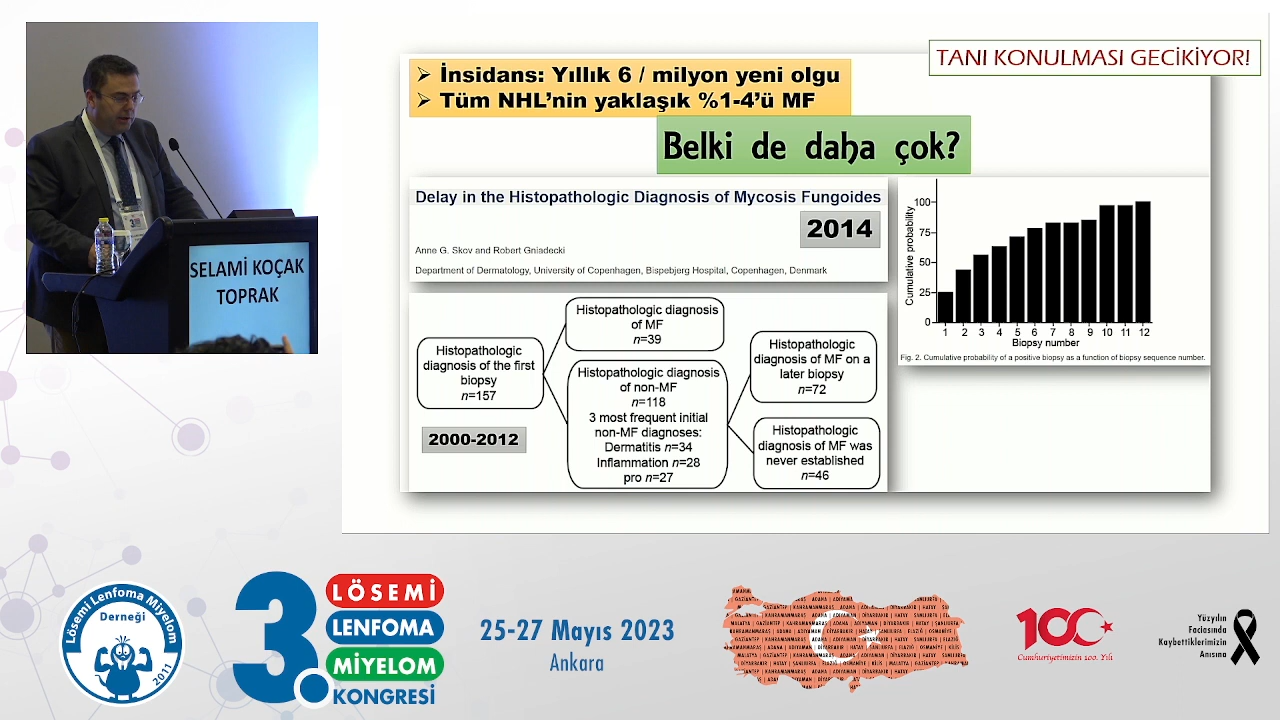 TANI KONULMASI GECİKİYOR!
➢ İnsidans: Yıllık 6 / milyon yeni olgu
➢ Tüm NHL’nin yaklaşık %1-4’ü MF
Belki de daha çok?
Delay in the Histopathologic Diagnosis of Mycosis Fungoides
2014
Anne G. Skov and Robert Gniadecki
Department of Dermatology, University of Copenhagen, Bispebjerg Hospital, Copenhagen, Denmark
Histopathologic
diagnosis of the first
biopsy
n=157
2000-2012
Histopathologic diagnosis
of MF
n=39
Histopathologic diagnosis
of non-MF
n=118
3 most frequent initial
non-MF diagnoses:
Dermatitis n=34
Inflammation n=28
pro n=27
Histopathologic
diagnosis of MF on a
later biopsy
n=72
Histopathologic
diagnosis of MF was
never established
n=46
Cumulative probability
100
75
50
25
0
1 2 3 4 5 6 7 8 9 10 11 12
Biopsy number
Fig. 2. Cumulative probability of a positive biopsy as a function of biopsy sequence number.
SELAMİ KOÇAK
TOPRAK
Lösemi Lenfoma Miyelom
Derneği
2021
3.
LÖSEMİ
LENFOMA
MİYELOM
KONGRESİ
25-27 Mayıs 2023
Ankara
100
Cumhuriyetimizin 100. Yılı
Yüzyılın
Faciasında
Kaybettiklerimizin
Anısına